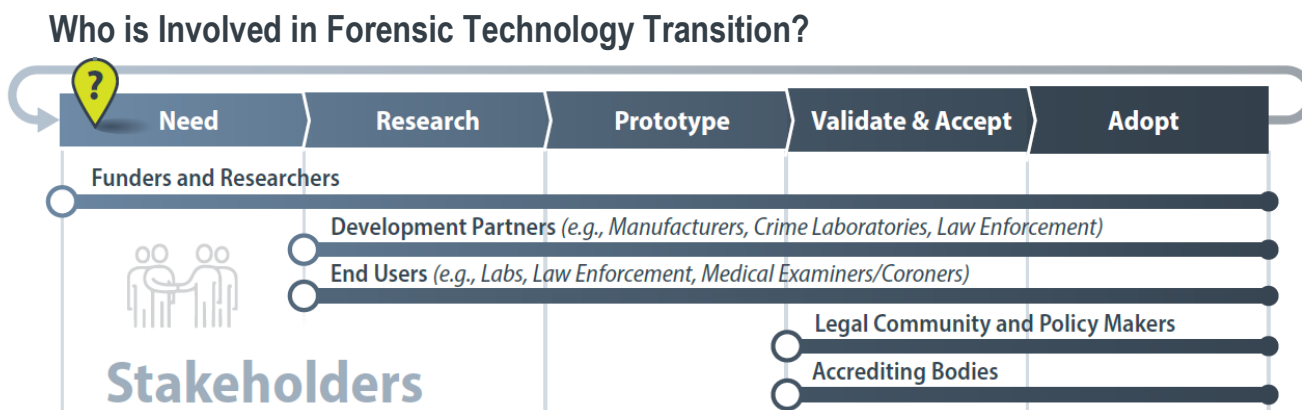 Who is Involved in Forensic Technology Transition?
?
Need Research Prototype Validate & Accept Adopt
Funders and Researchers
Development Partners (e.g., Manufacturers, Crime Laboratories, Law Enforcement)
End Users (e.g., Labs, Law Enforcement, Medical Examiners/Coroners)
Legal Community and Policy Makers
Accrediting Bodies
Stakeholders